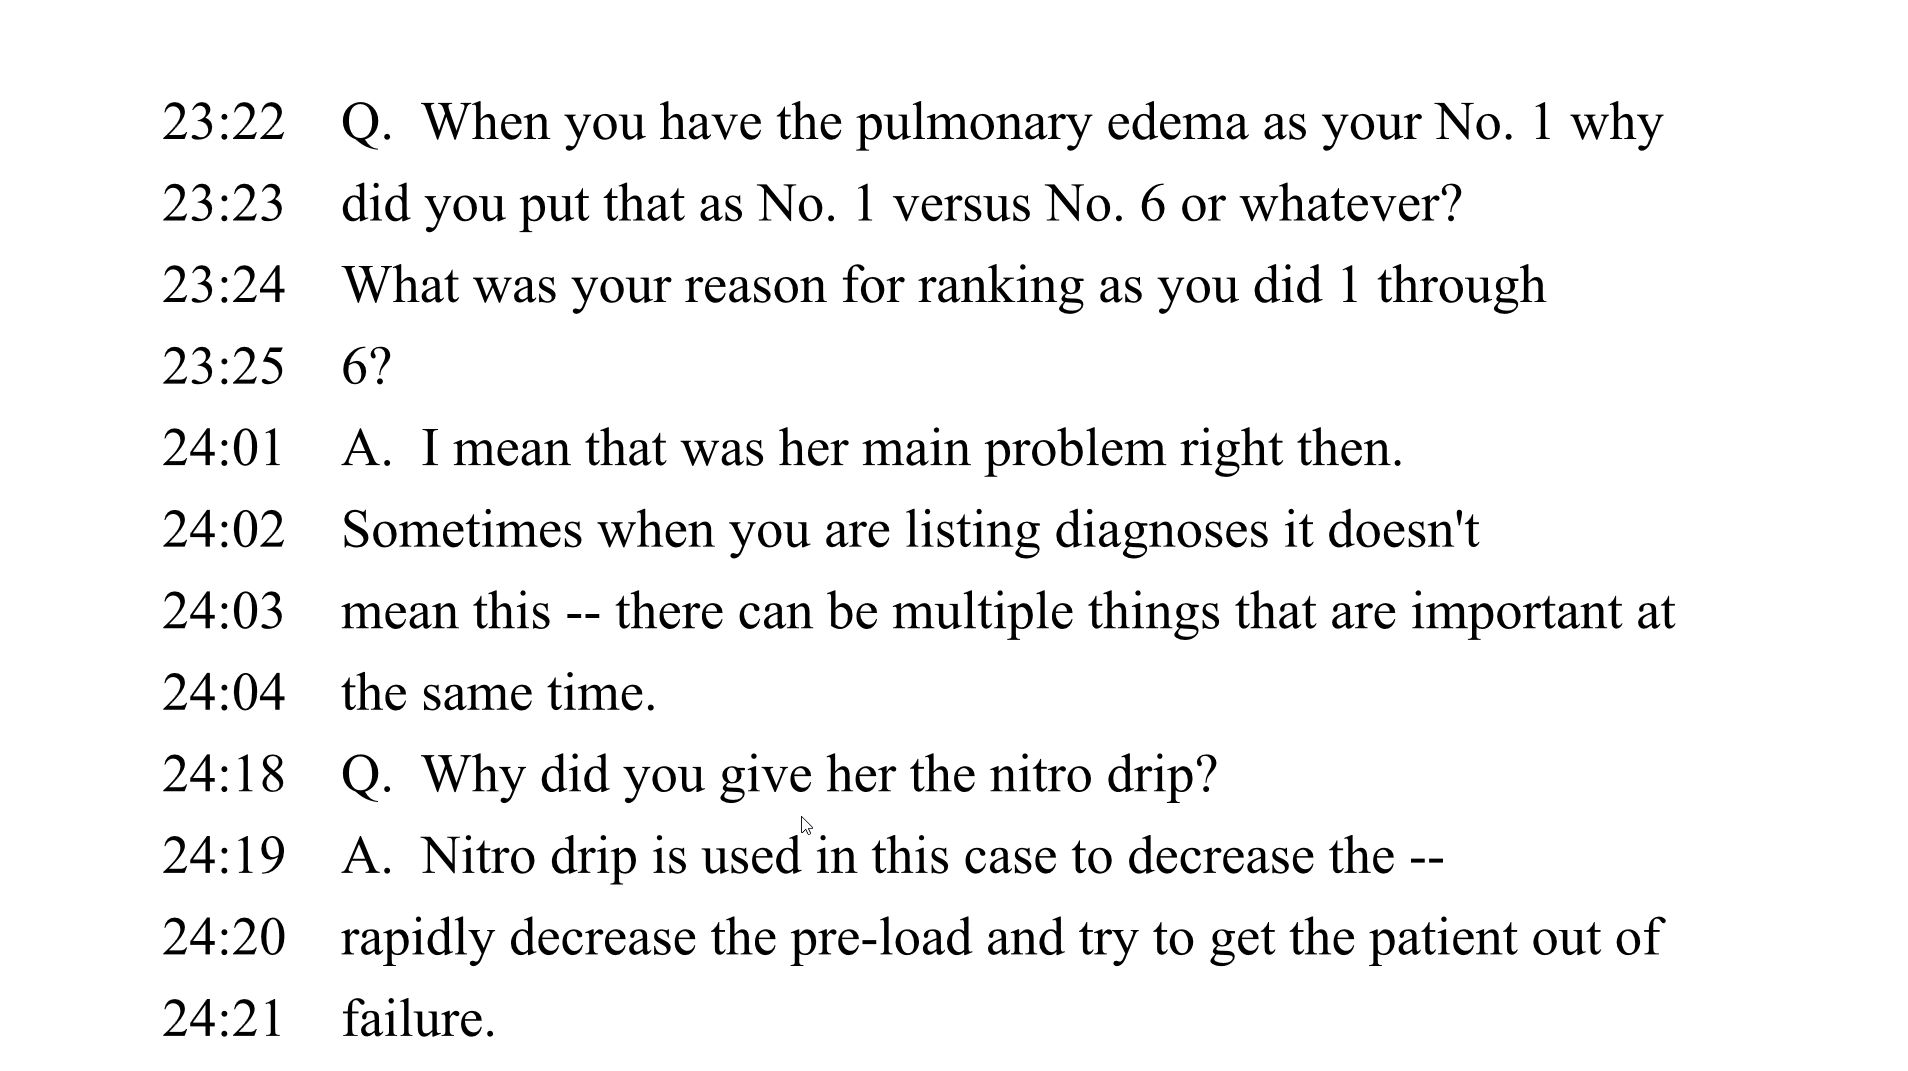 23:22 Q. When you have the pulmonary edema as your No. 1 why
23:23 did you put that as No. 1 versus No. 6 or whatever?
23:24 What was your reason for ranking as you did 1 through
23:25 6?
24:01 A. I mean that was her main problem right then.
24:02 Sometimes when you are listing diagnoses it doesn't
24:03 mean this -- there can be multiple things that are important at
24:04 the same time.
24:18 Q. Why did you give her the nitro drip?
24:19 A. Nitro drip is used in this case to decrease the --
24:20 rapidly decrease the pre-load and try to get the patient out of
24:21 failure.